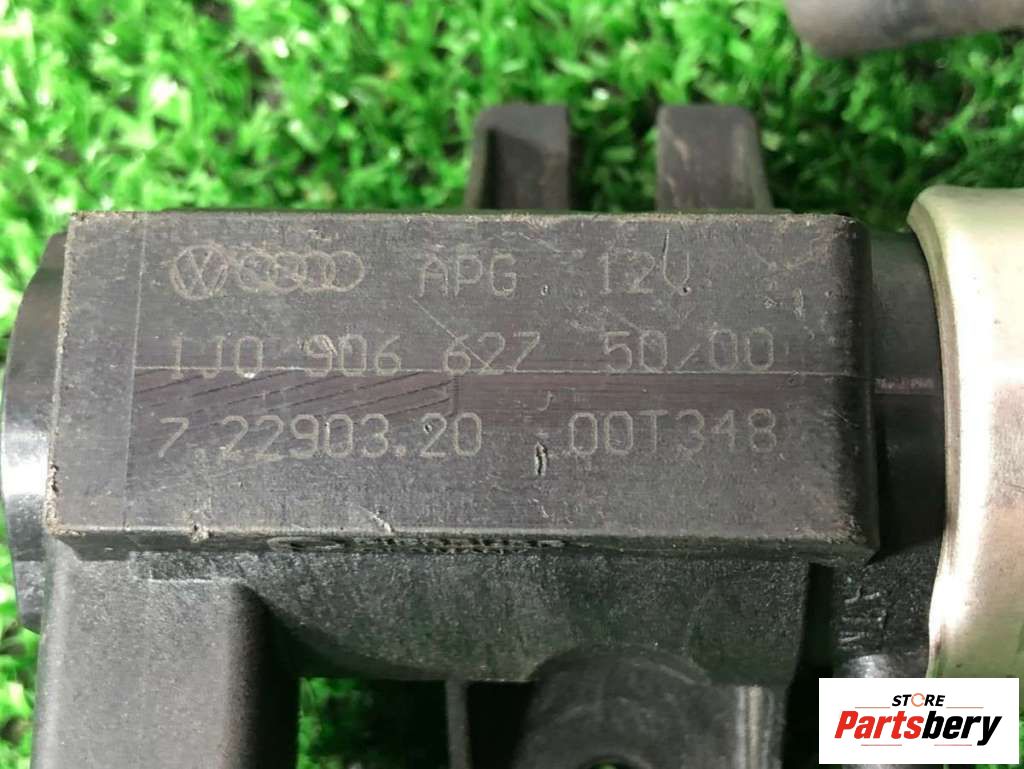 APG 12V
1J0 906 627 50/00
7.22903.20 00T348
STORE
Partsbery